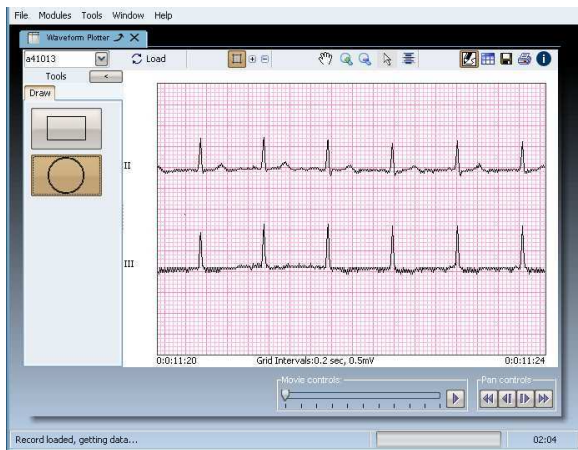 File Modules Tools Window Help
Waveform Plotter
a41013 Load
Tools <
Draw
II
III
0:0:11:20 Grid Intervals:0.2 sec, 0.5mV 0:0:11:24
Movie controls:
Pan controls
Record loaded, getting data... 02:04